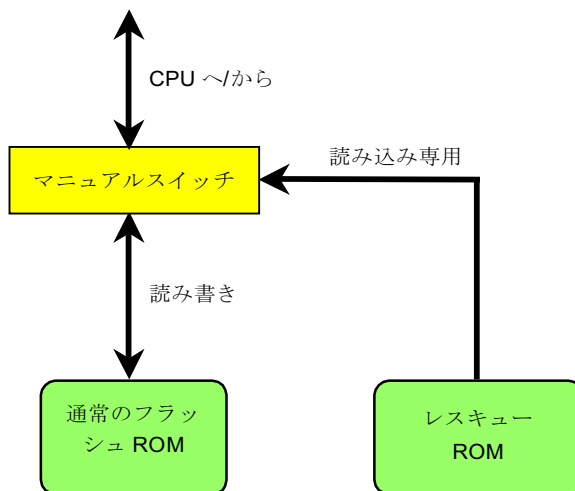 CPU へ/から
読み込み専用
マニュアルスイッチ
読み書き
通常のフラッ
シュ ROM
レスキュー
ROM